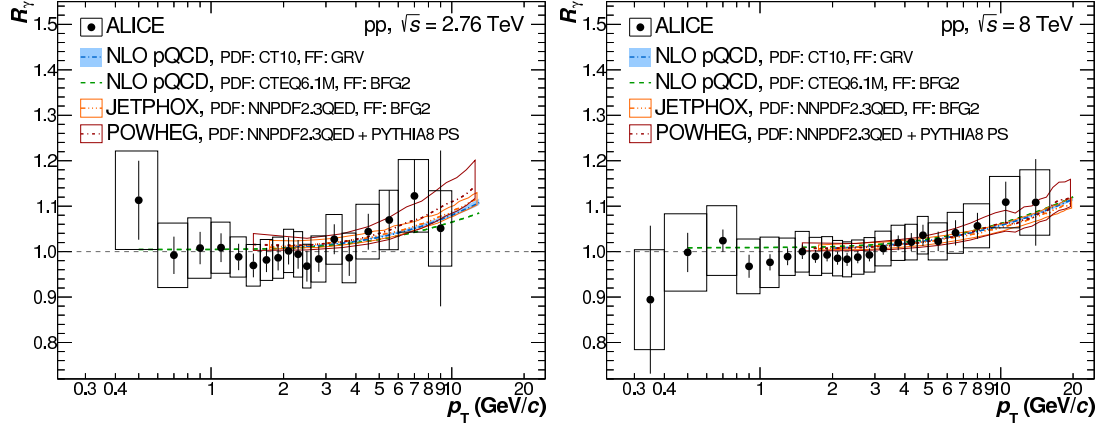 Rγ
1.5
1.4
1.3
1.2
1.1
1.0
0.9
0.8
ALICE
pp, √s = 2.76 TeV
NLO pQCD, PDF: CT10, FF: GRV
NLO pQCD, PDF: CTEQ6.1M, FF: BFG2
JETPHOX, PDF: NNPDF2.3QED, FF: BFG2
POWHEG, PDF: NNPDF2.3QED + PYTHIA8 PS
0.3 0.4 1 2 3 4 5 6 7 8 9 10 20
pT (GeV/c)
Rγ
1.5
1.4
1.3
1.2
1.1
1.0
0.9
0.8
ALICE
pp, √s = 8 TeV
NLO pQCD, PDF: CT10, FF: GRV
NLO pQCD, PDF: CTEQ6.1M, FF: BFG2
JETPHOX, PDF: NNPDF2.3QED, FF: BFG2
POWHEG, PDF: NNPDF2.3QED + PYTHIA8 PS
0.3 0.4 1 2 3 4 5 6 7 8 9 10 20
pT (GeV/c)